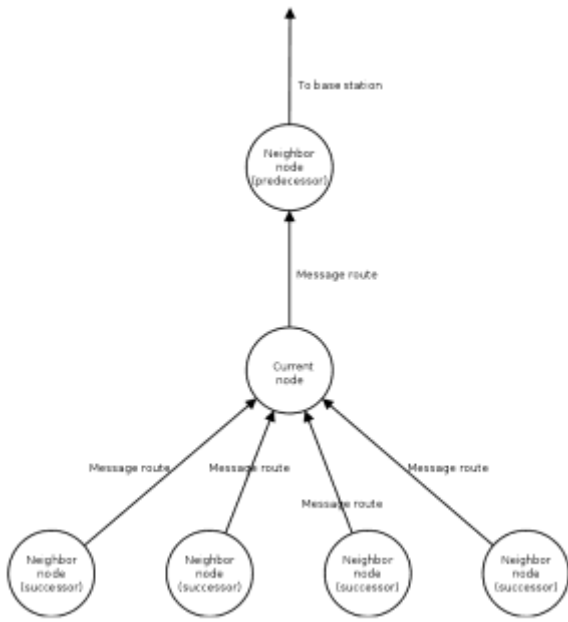 To base station
Neighbor
node
(predecessor)
Message route
Current
node
Message route
Message route
Message route
Message route
Neighbor
node
(successor)
Neighbor
node
(successor)
Neighbor
node
(successor)
Neighbor
node
(successor)